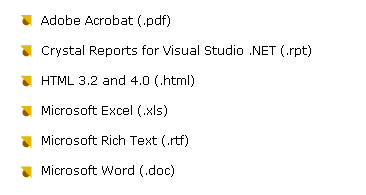 Adobe Acrobat (.pdf)
Crystal Reports for Visual Studio .NET (.rpt)
HTML 3.2 and 4.0 (.html)
Microsoft Excel (.xls)
Microsoft Rich Text (.rtf)
Microsoft Word (.doc)